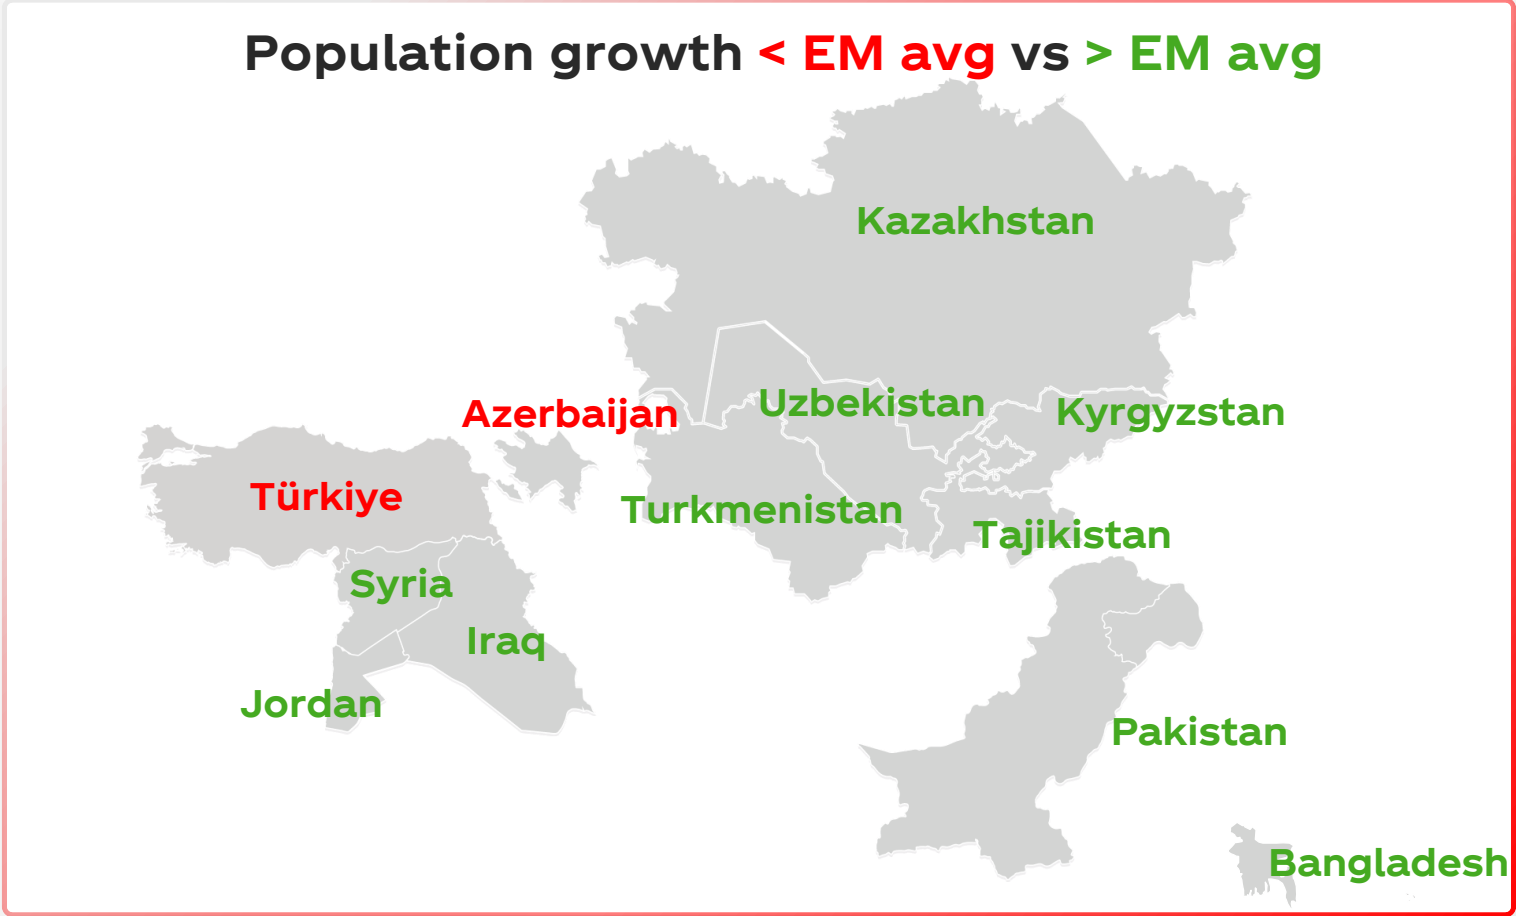 Population growth < EM avg vs > EM avg
Kazakhstan
Uzbekistan
Azerbaijan
Kyrgyzstan
Türkiye
Turkmenistan
Tajikistan
Syria
Iraq
Jordan
Pakistan
Bangladesh